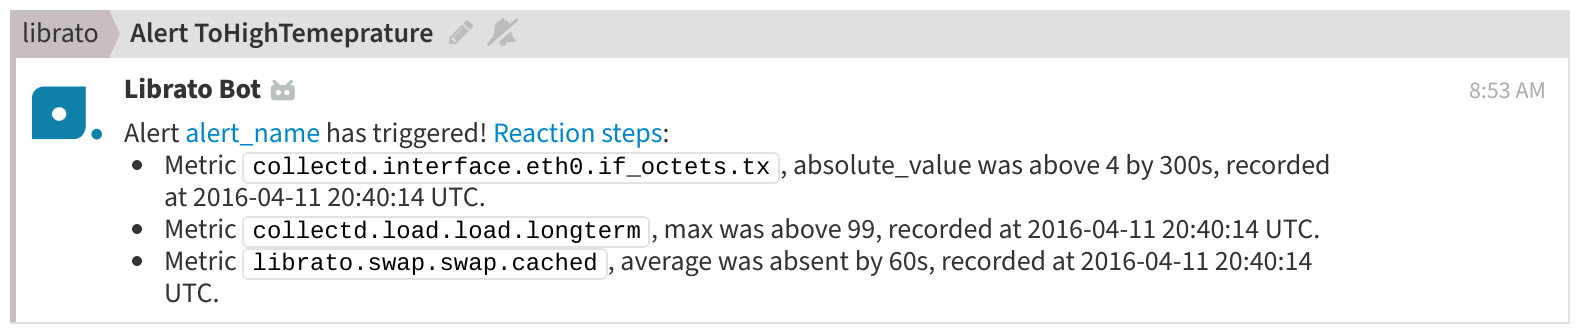 librato Alert ToHighTemeprature
Librato Bot 8:53 AM
Alert alert_name has triggered! Reaction steps:
• Metric collectd.interface.eth0.if_octets.tx , absolute_value was above 4 by 300s, recorded
at 2016-04-11 20:40:14 UTC.
• Metric collectd.load.load.longterm , max was above 99, recorded at 2016-04-11 20:40:14 UTC.
• Metric librato.swap.swap.cached , average was absent by 60s, recorded at 2016-04-11 20:40:14
UTC.